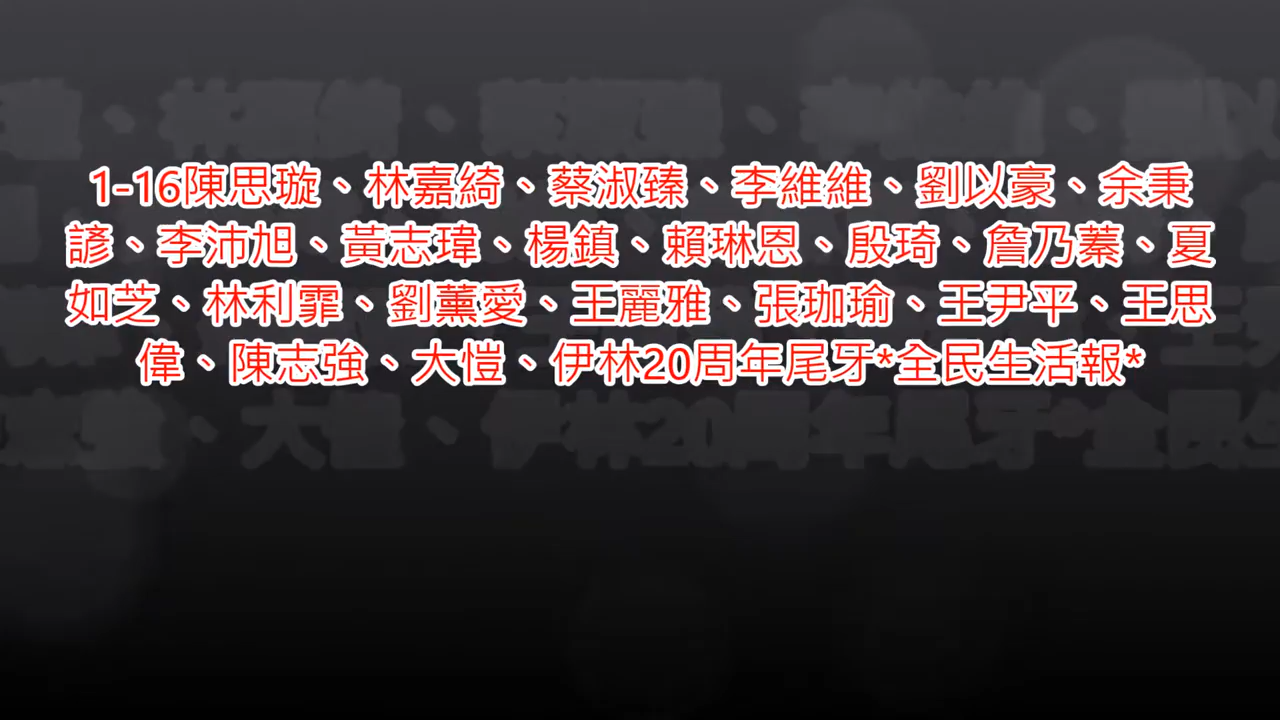 1-16陳思璇、林嘉綺、蔡淑臻、李維維、劉以豪、余秉
諺、李沛旭、黃志瑋、楊鎮、賴琳恩、殷琦、詹乃蓁、夏
如芝、林利霏、劉薰愛、王麗雅、張珈瑜、王尹平、王思
偉、陳志強、大愷、伊林20周年尾牙*全民生活報*